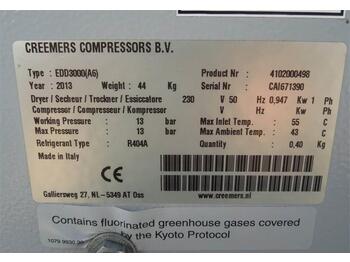 CREEMERS COMPRESSORS B.V.
Type : EDD3000(A6) Product Nr 4102000498
Year : 2013 Weight : 44 Kg Serial Nr CAI671390
Dryer / Secheur / Trockner / Essiccatore 230 V 50 Hz 0,947 Kw 1 Ph
Compressor / Compressor / Compressor / V Hz Kw Ph
Working Pressure : 13 bar Max Inlet Temp. : 55 C
Max Pressure : 13 bar Max Ambient Temp. : 43 C
Refrigerant Type : R404A Quantity : 0,40 Kg
Made in Italy
CE
Galliersweg 27, NL-5349 AT Oss www.creemers.nl
Contains fluorinated greenhouse gases covered
by the Kyoto Protocol